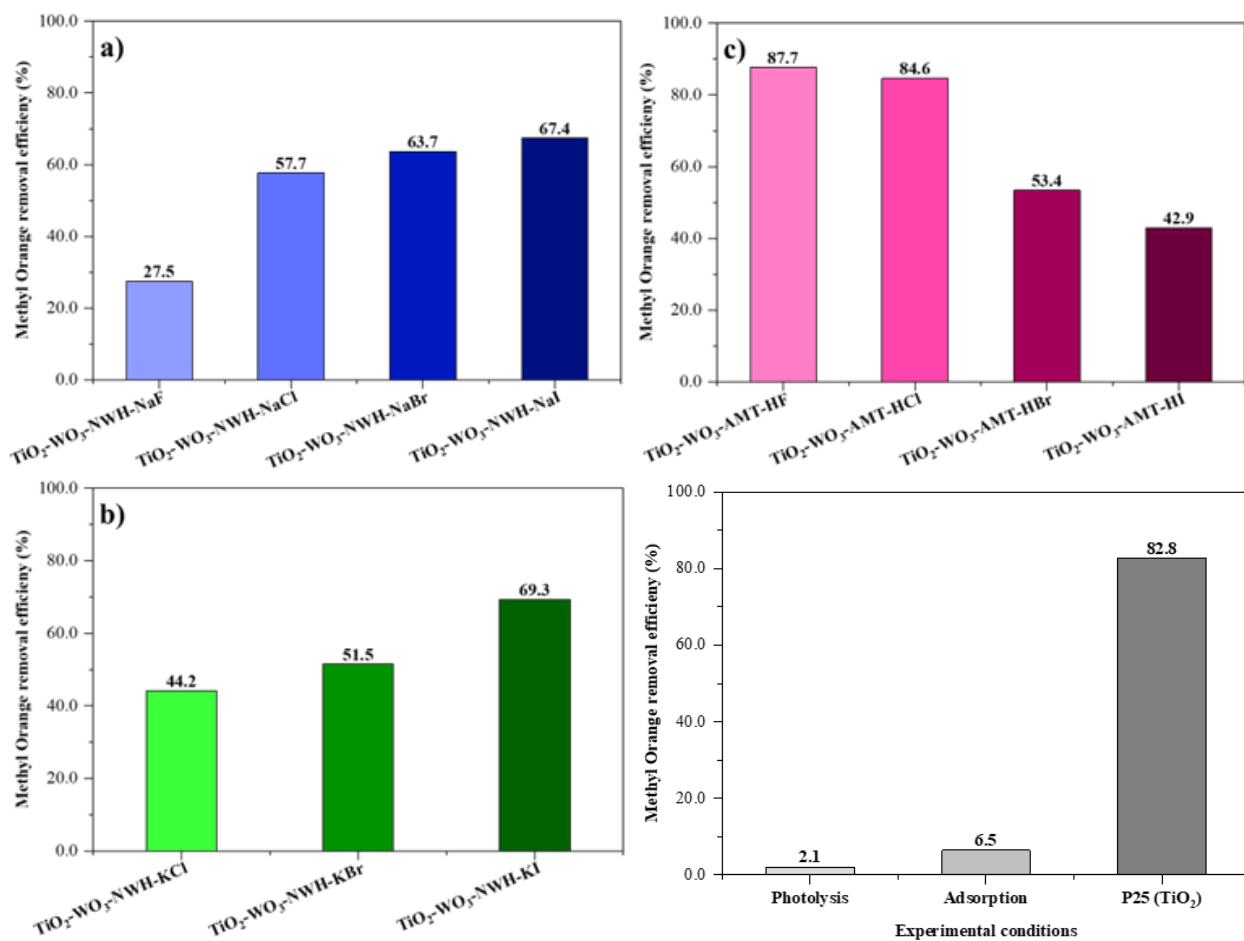 a)
Methyl Orange removal efficieny (%)
100.0
80.0
60.0
40.0
20.0
0.0
27.5
57.7
63.7
67.4
TiO₂-WO₃-NWH-NaF
TiO₂-WO₃-NWH-NaCl
TiO₂-WO₃-NWH-NaBr
TiO₂-WO₃-NWH-NaI
c)
Methyl Orange removal efficieny (%)
100.0
80.0
60.0
40.0
20.0
0.0
87.7
84.6
53.4
42.9
TiO₂-WO₃-AMT-HF
TiO₂-WO₃-AMT-HCl
TiO₂-WO₃-AMT-HBr
TiO₂-WO₃-AMT-HI
b)
Methyl Orange removal efficieny (%)
100.0
80.0
60.0
40.0
20.0
0.0
44.2
51.5
69.3
TiO₂-WO₃-NWH-KCl
TiO₂-WO₃-NWH-KBr
TiO₂-WO₃-NWH-KI
Methyl Orange removal efficieny (%)
100.0
80.0
60.0
40.0
20.0
0.0
2.1
6.5
82.8
Photolysis
Adsorption
P25 (TiO₂)
Experimental conditions